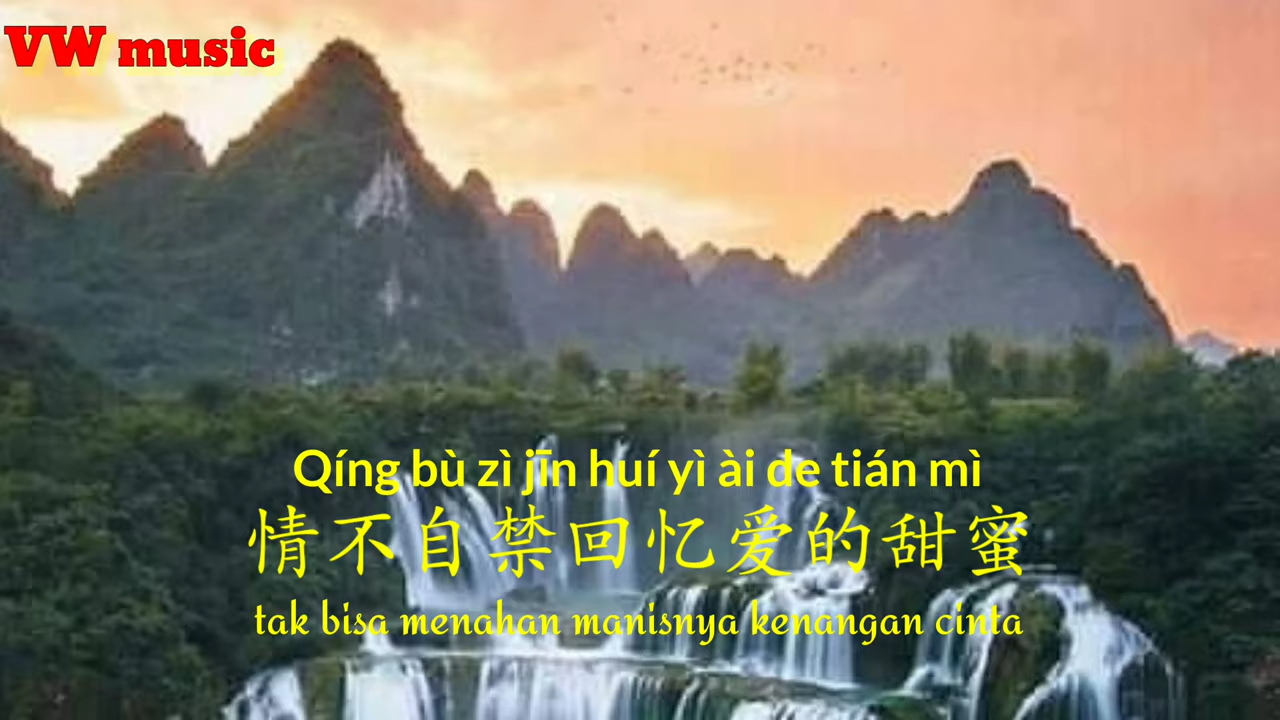 VW music
Qíng bù zì jīn huí yì ài de tián mì
情不自禁回忆爱的甜蜜
tak bisa menahan manisnya kenangan cinta